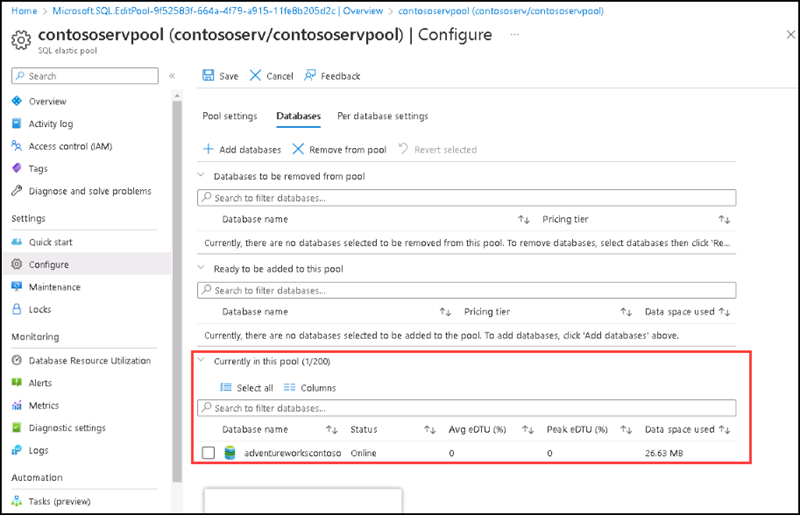 Home > Microsoft.SQL.EditPool-9f52583f-664a-4f79-a915-11fe8b205d2c | Overview > contososervpool (contososerv/contososervpool)
contososervpool (contososerv/contososervpool) | Configure ...
SQL elastic pool
Search
«
Save
Cancel
Feedback
Overview
Activity log
Access control (IAM)
Tags
Diagnose and solve problems
Settings
Quick start
Configure
Maintenance
Locks
Monitoring
Database Resource Utilization
Alerts
Metrics
Diagnostic settings
Logs
Automation
Tasks (preview)
Pool settings
Databases
Per database settings
Add databases
Remove from pool
Revert selected
Databases to be removed from pool
Search to filter databases...
Database name
Pricing tier
Currently, there are no databases selected to be removed from this pool. To remove databases, select databases then click 'Re...
Ready to be added to this pool
Search to filter databases...
Database name
Pricing tier
Data space used
Currently, there are no databases selected to be added to the pool. To add databases, click 'Add databases' above.
Currently in this pool (1/200)
Select all
Columns
Search to filter databases...
Database name
Status
Avg eDTU (%)
Peak eDTU (%)
Data space used
adventureworkscontoso
Online
0
0
26.63 MB